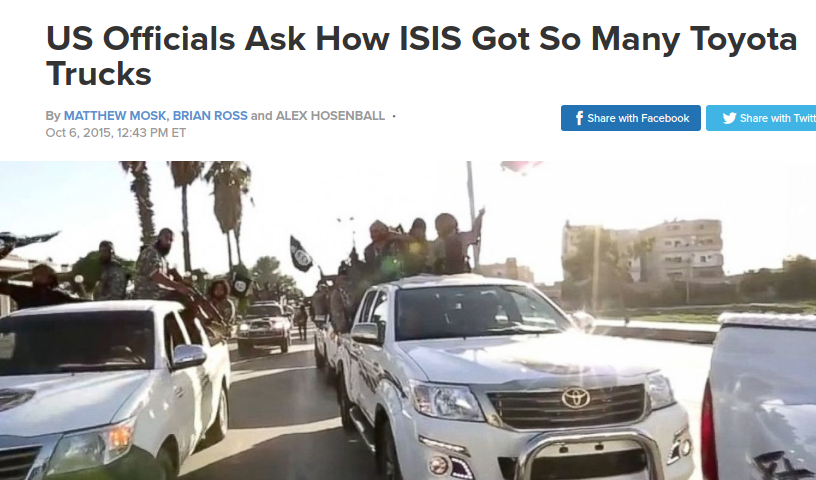 US Officials Ask How ISIS Got So Many Toyota
Trucks
By MATTHEW MOSK, BRIAN ROSS and ALEX HOSENBALL •
Oct 6, 2015, 12:43 PM ET
Share with Facebook
Share with Twitt